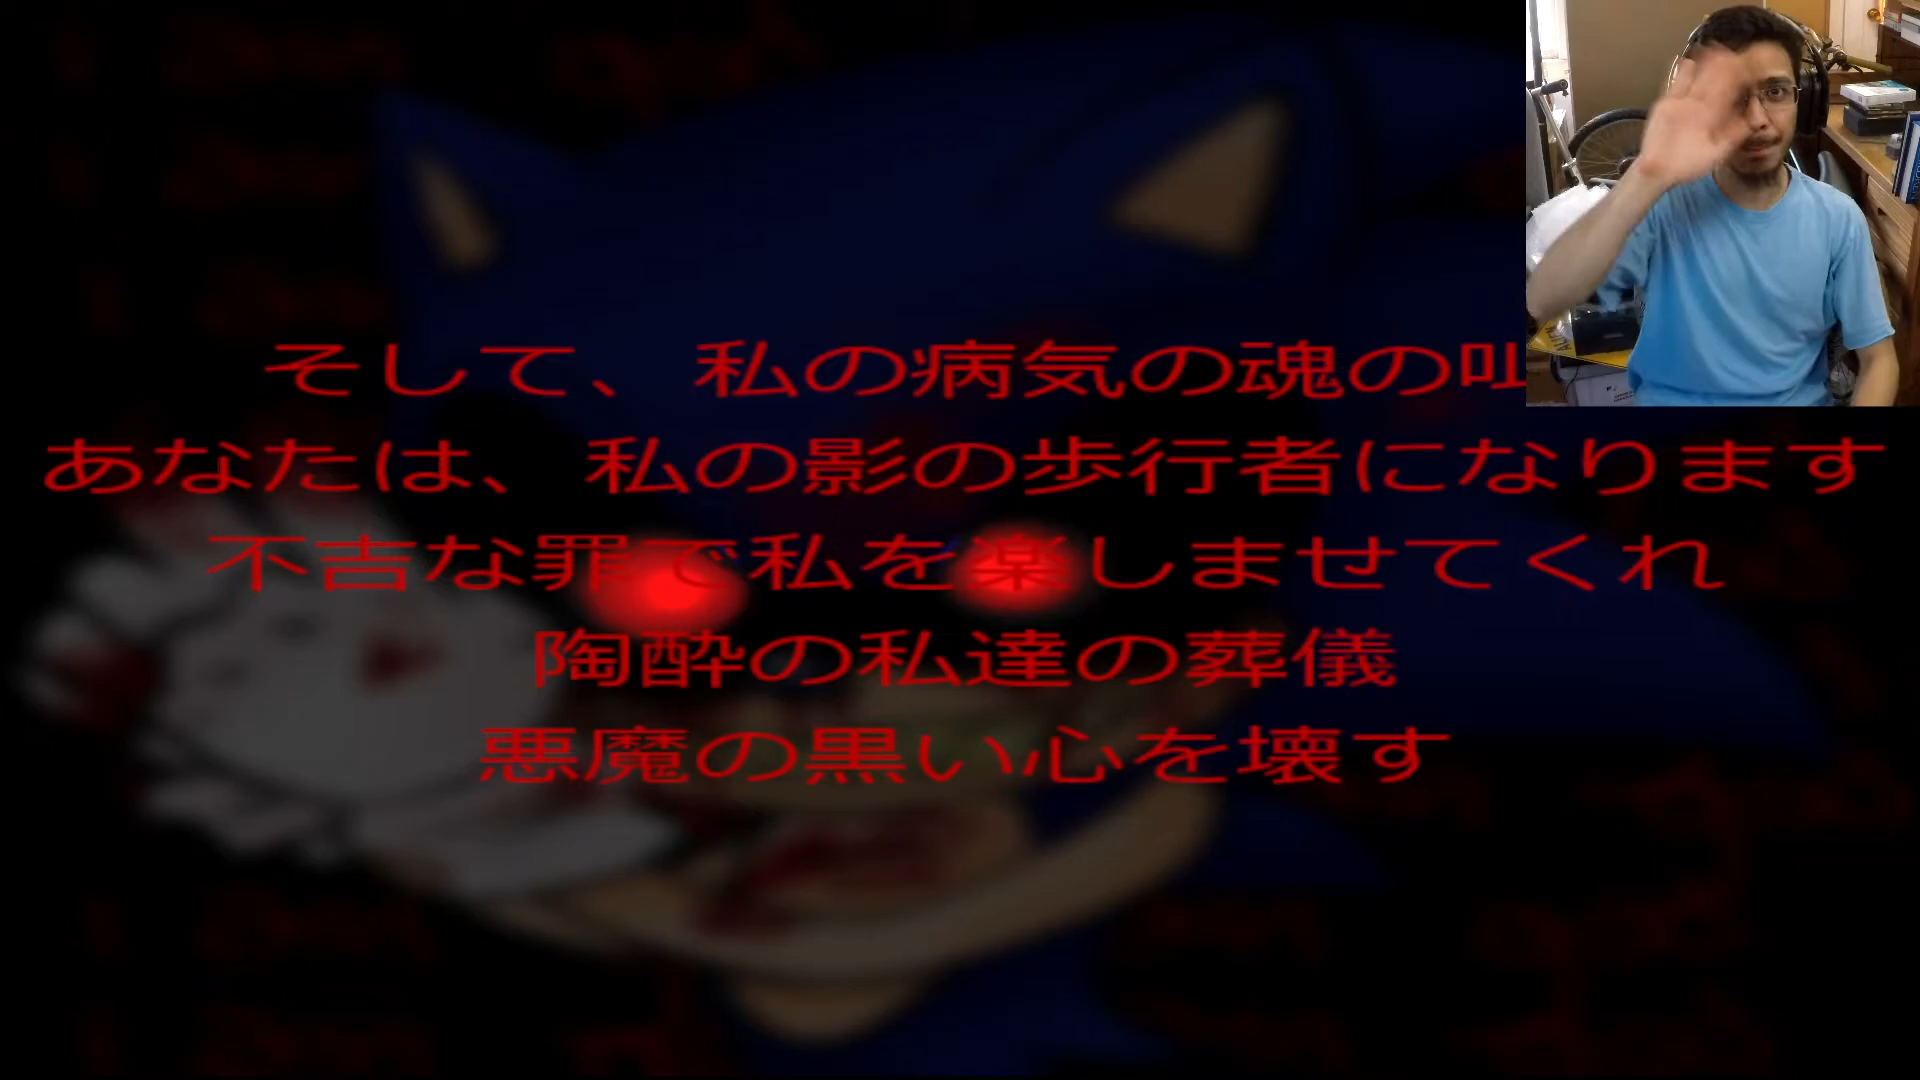 そして、私の病気の魂の叫
あなたは、私の影の歩行者になります
不吉な罪で私を楽しませてくれ
陶酔の私達の葬儀
悪魔の黒い心を壊す